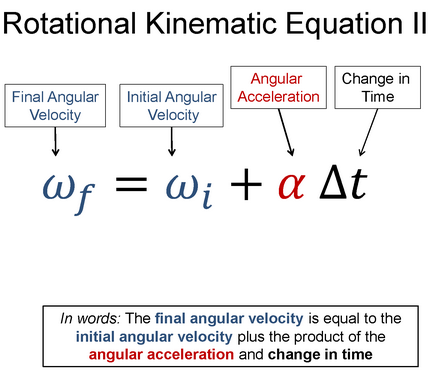 Rotational Kinematic Equation II
Final Angular
Velocity
Initial Angular
Velocity
Angular
Acceleration
Change in
Time
ω_f = ω_i + α Δt
In words: The final angular velocity is equal to the
initial angular velocity plus the product of the
angular acceleration and change in time